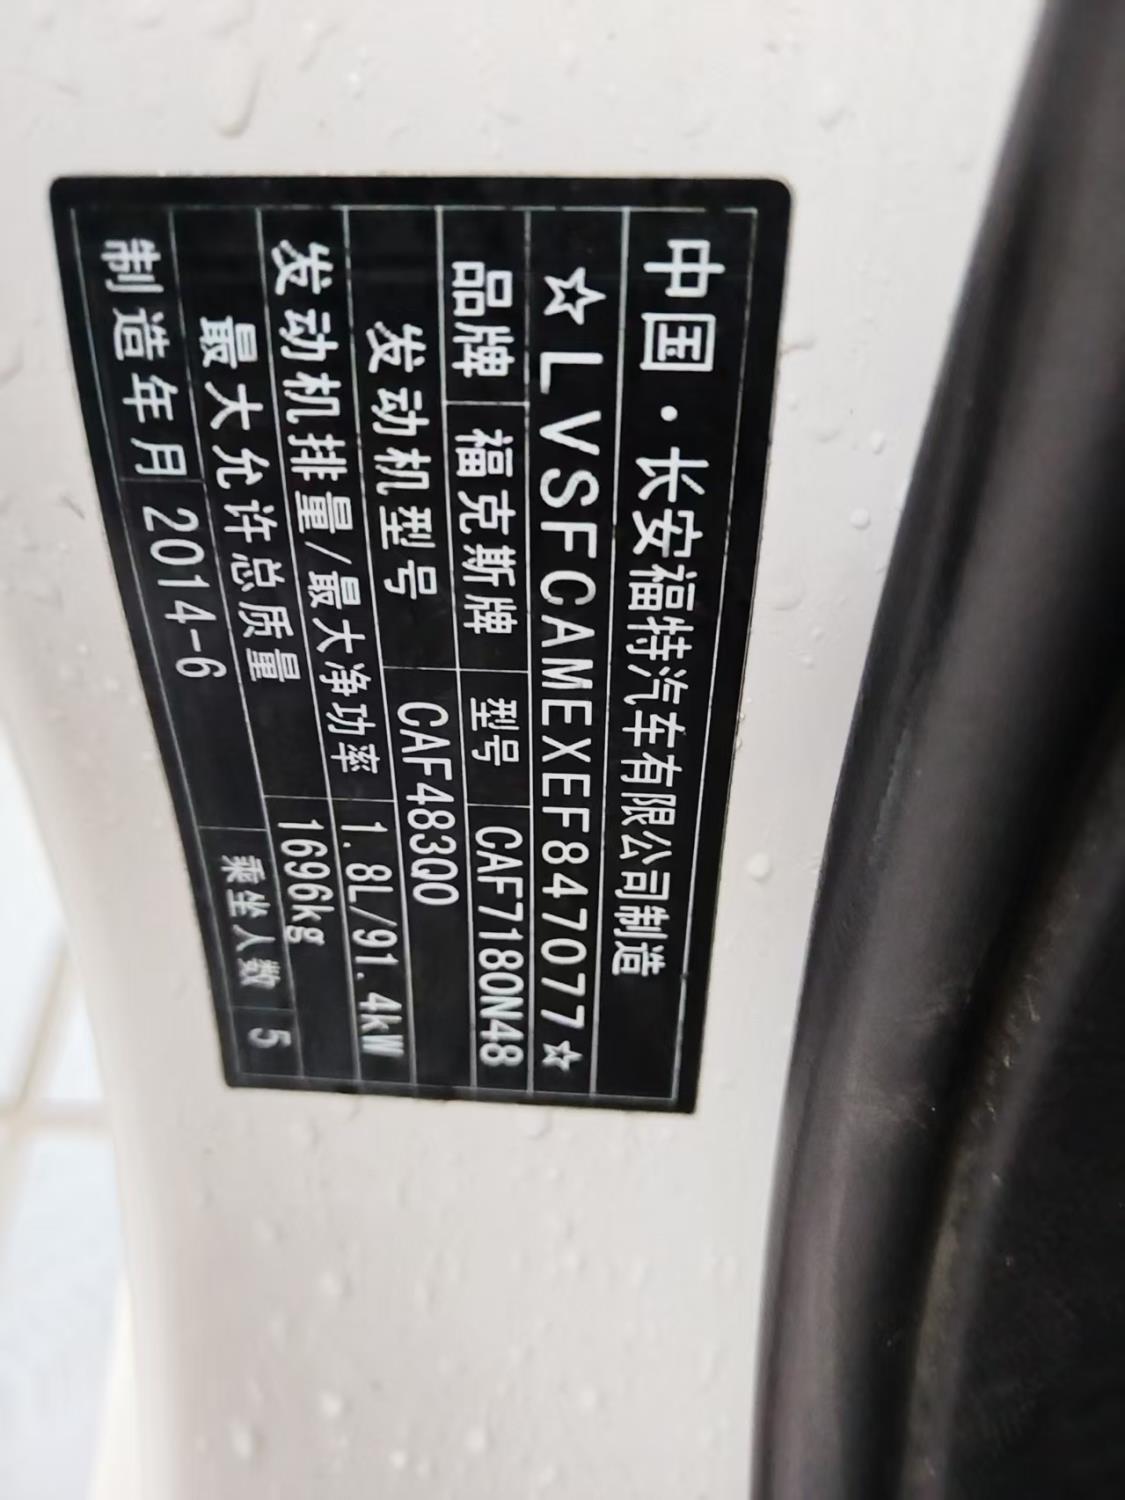 中国·长安福特汽车有限公司制造
☆LVSFCAMEXEF847077☆
品牌 福克斯牌 型号 CAF7180N48
发动机型号 CAF483Q0
发动机排量/最大净功率 1.8L/91.4kW
最大允许总质量 1696kg
制造年月 2014-6 乘坐人数 5